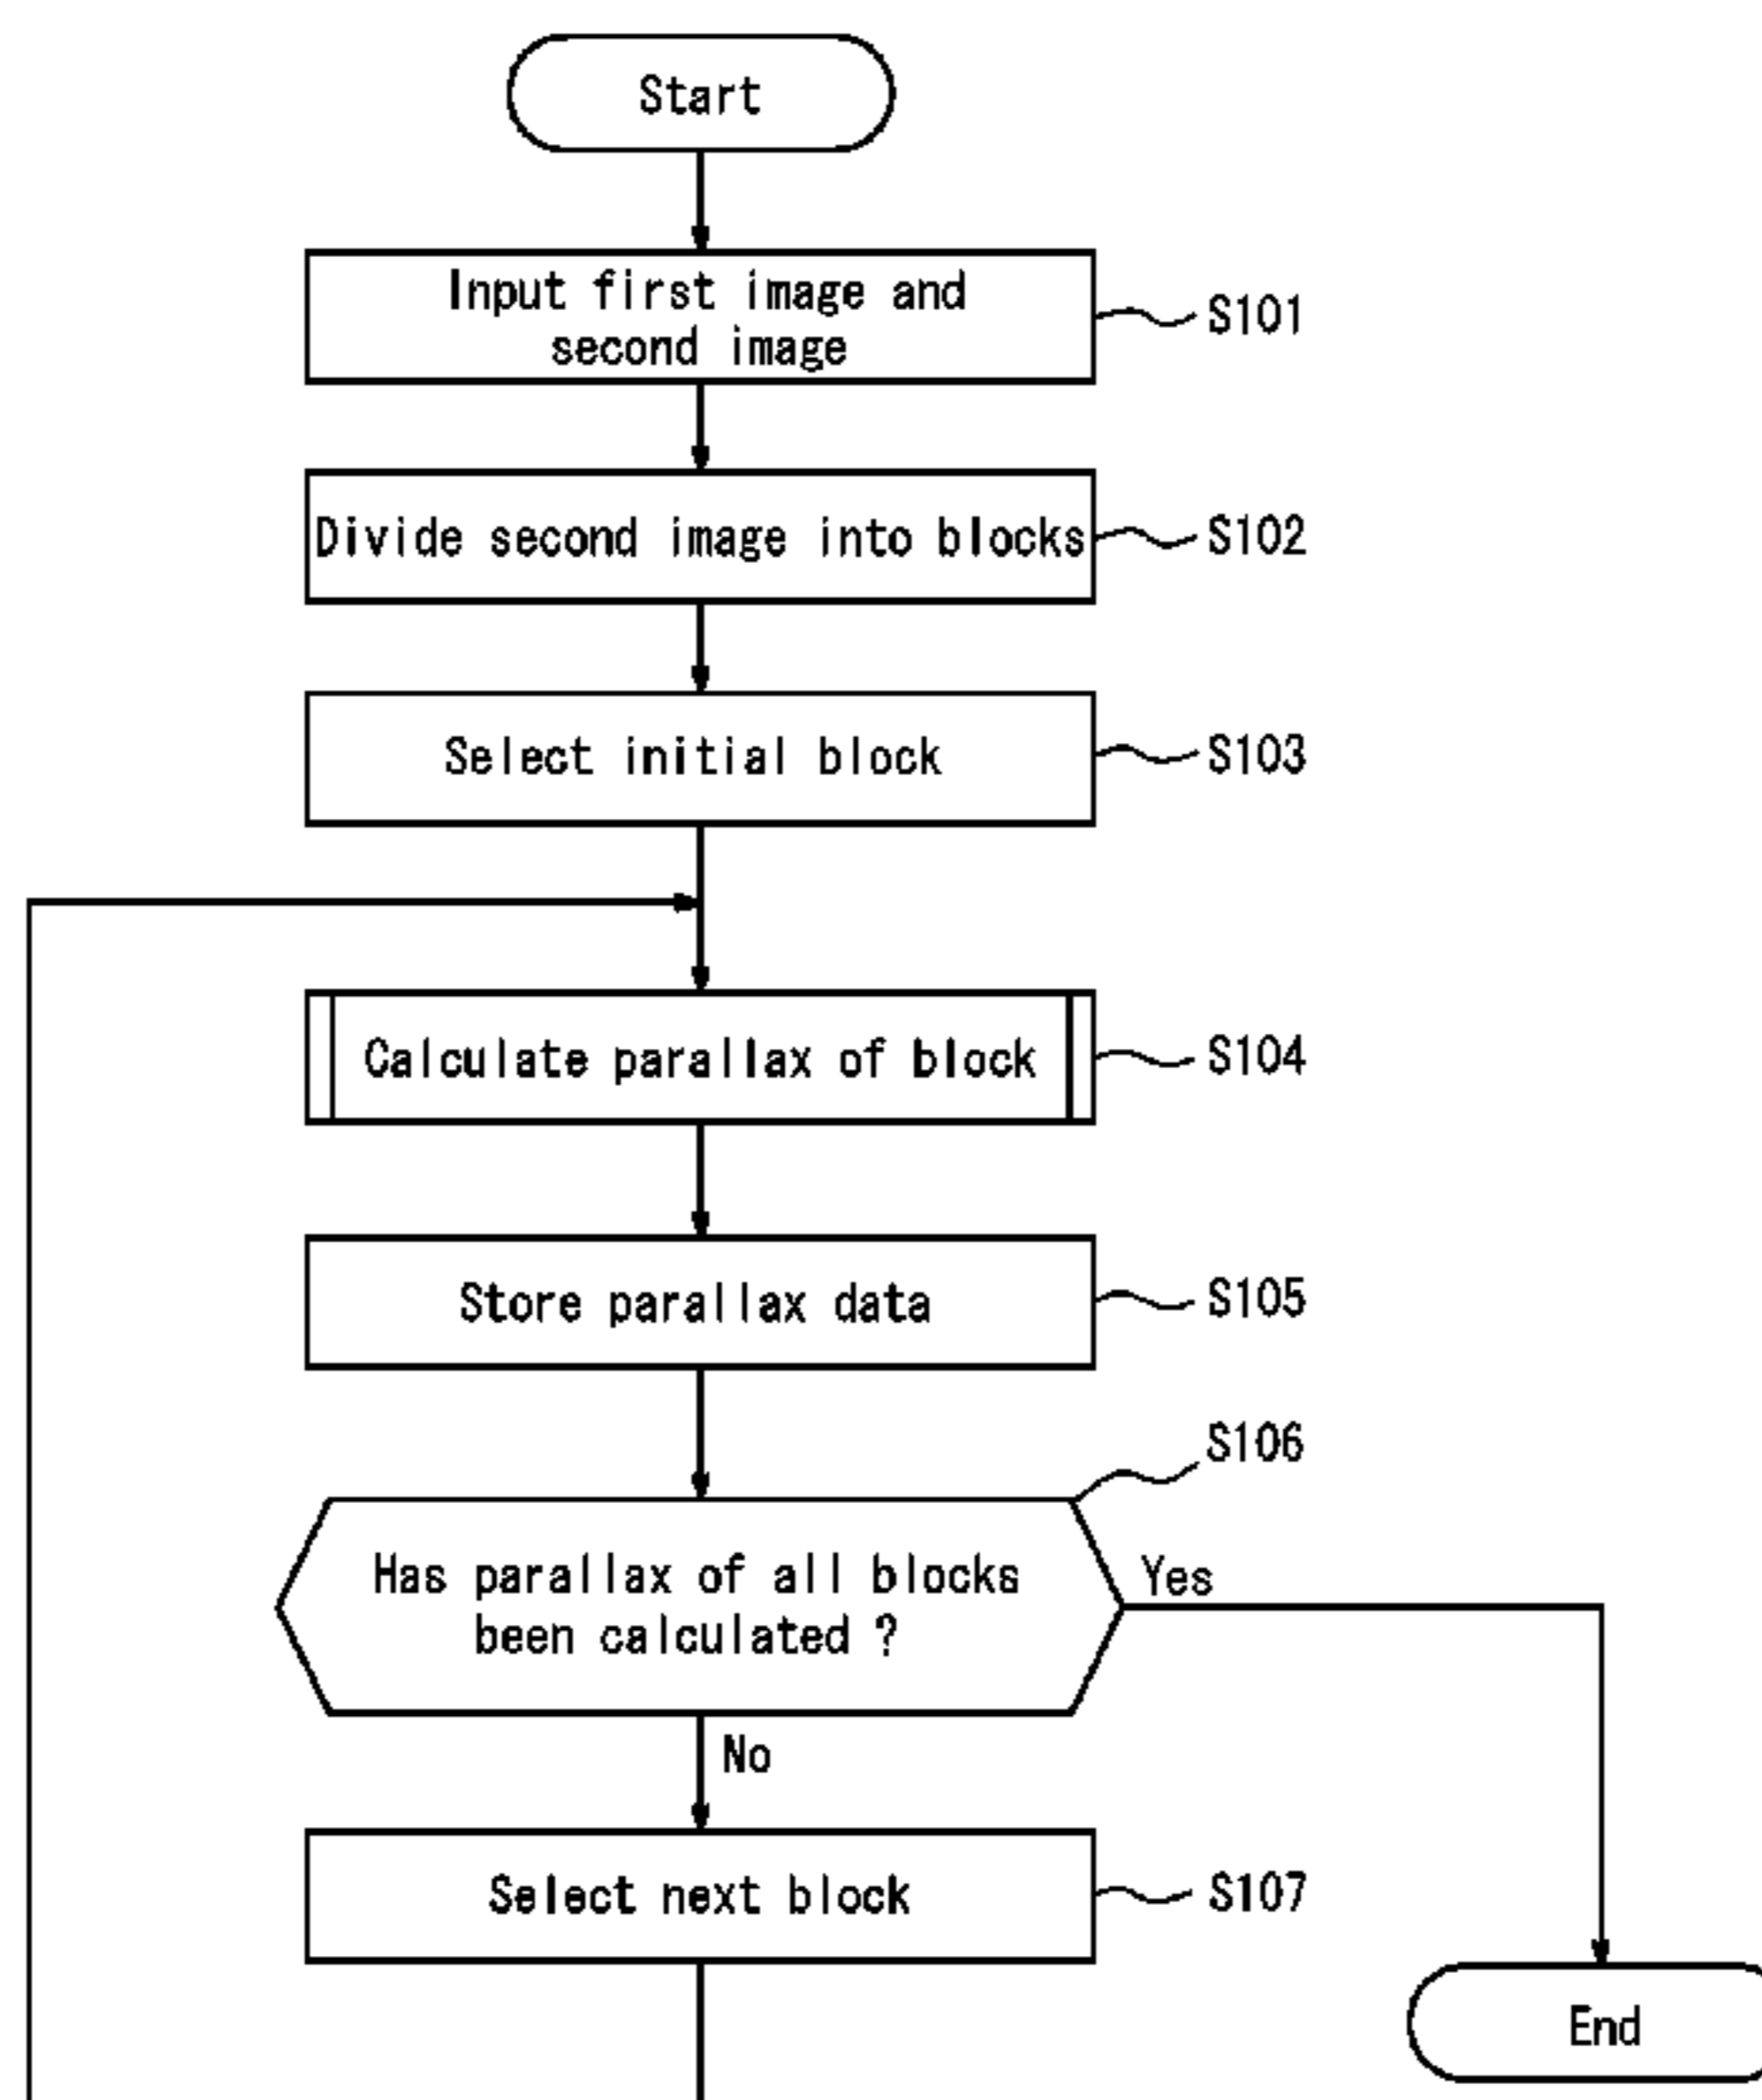 Start
Input first image and
second image
S101
Divide second image into blocks
S102
Select initial block
S103
Calculate parallax of block
S104
Store parallax data
S105
S106
Has parallax of all blocks
been calculated ?
Yes
No
Select next block
S107
End